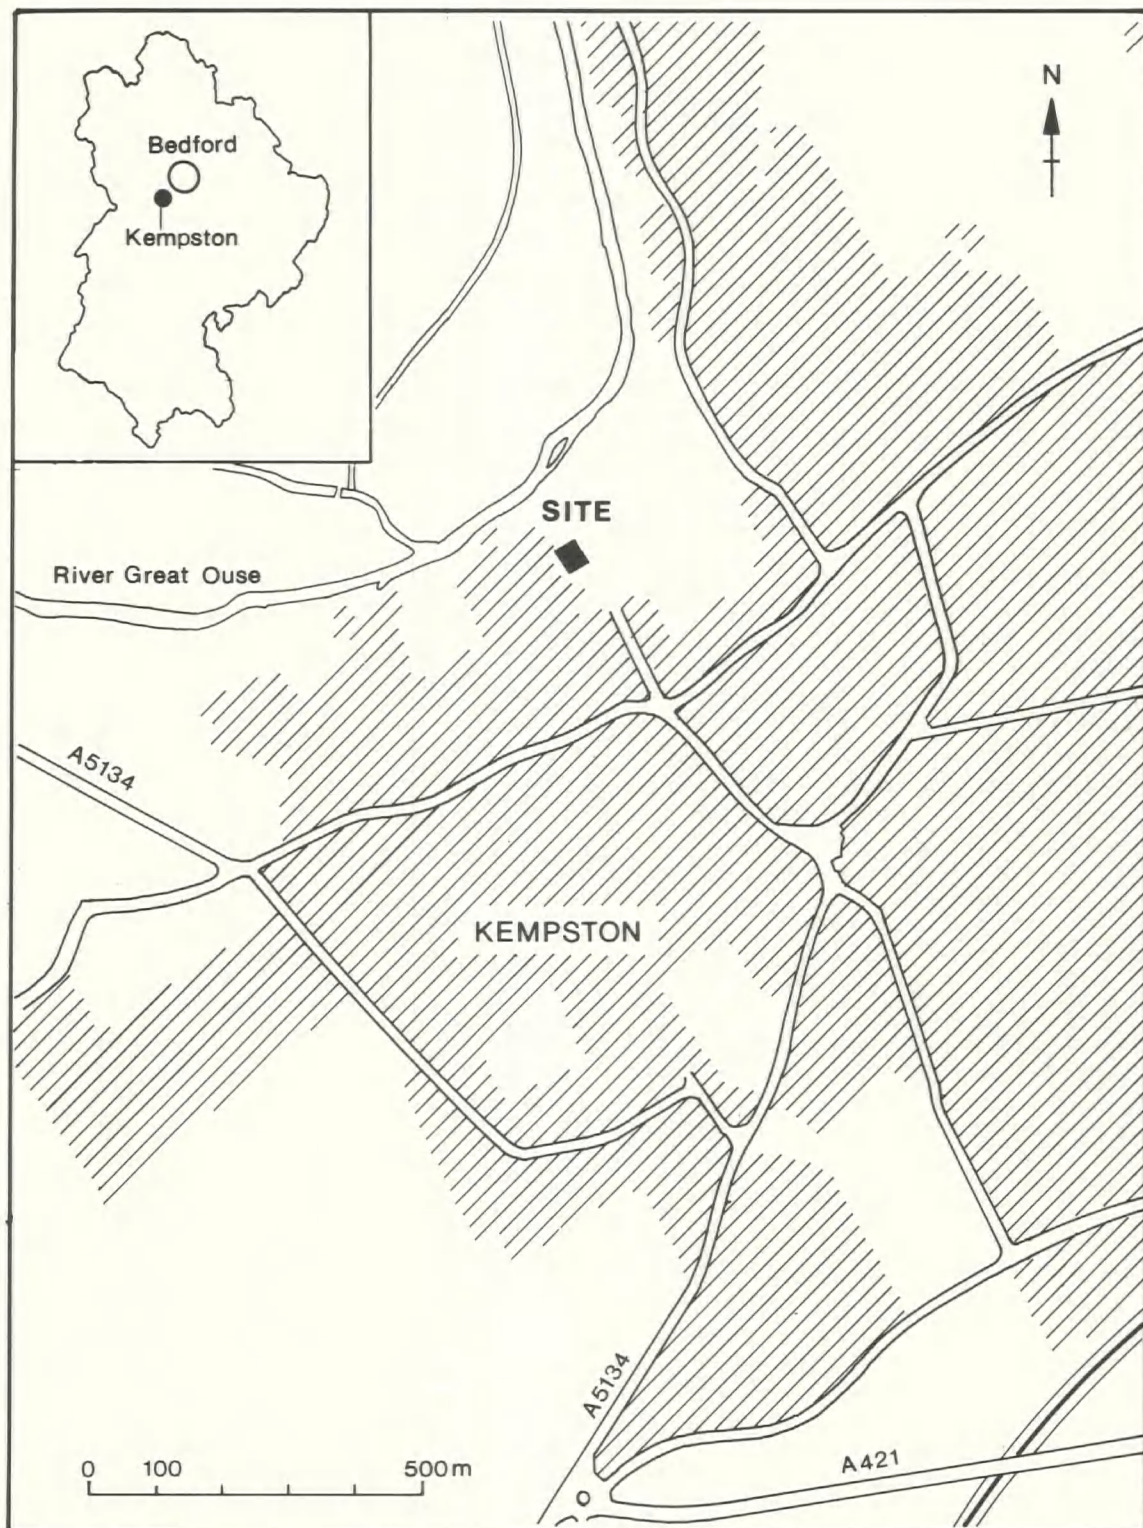 Bedford
Kempston
N
SITE
River Great Ouse
A5134
KEMPSTON
A5134
A421
0 100 500m